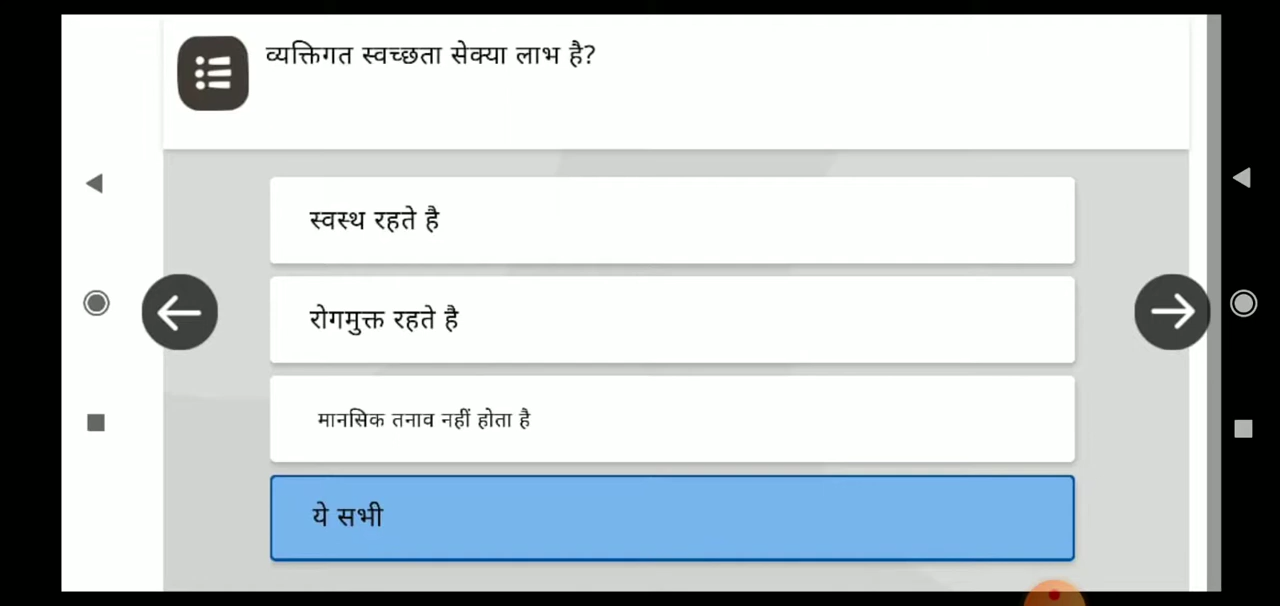 व्यक्तिगत स्वच्छता सेक्या लाभ है?
स्वस्थ रहते है
रोगमुक्त रहते है
मानसिक तनाव नहीं होता है
ये सभी